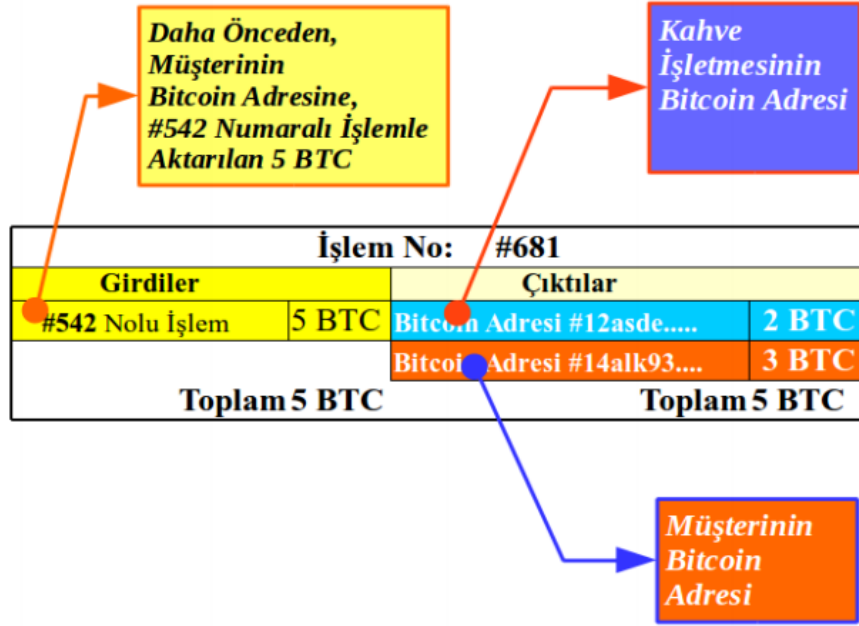 Daha Önceden,
Müşterinin
Bitcoin Adresine,
#542 Numaralı İşlemle
Aktarılan 5 BTC
Kahve
İşletmesinin
Bitcoin Adresi
İşlem No: #681
Girdiler
Çıktılar
#542 Nolu İşlem 5 BTC
Bitcoin Adresi #12asde..... 2 BTC
Bitcoin Adresi #14alk93.... 3 BTC
Toplam 5 BTC
Toplam 5 BTC
Müşterinin
Bitcoin
Adresi